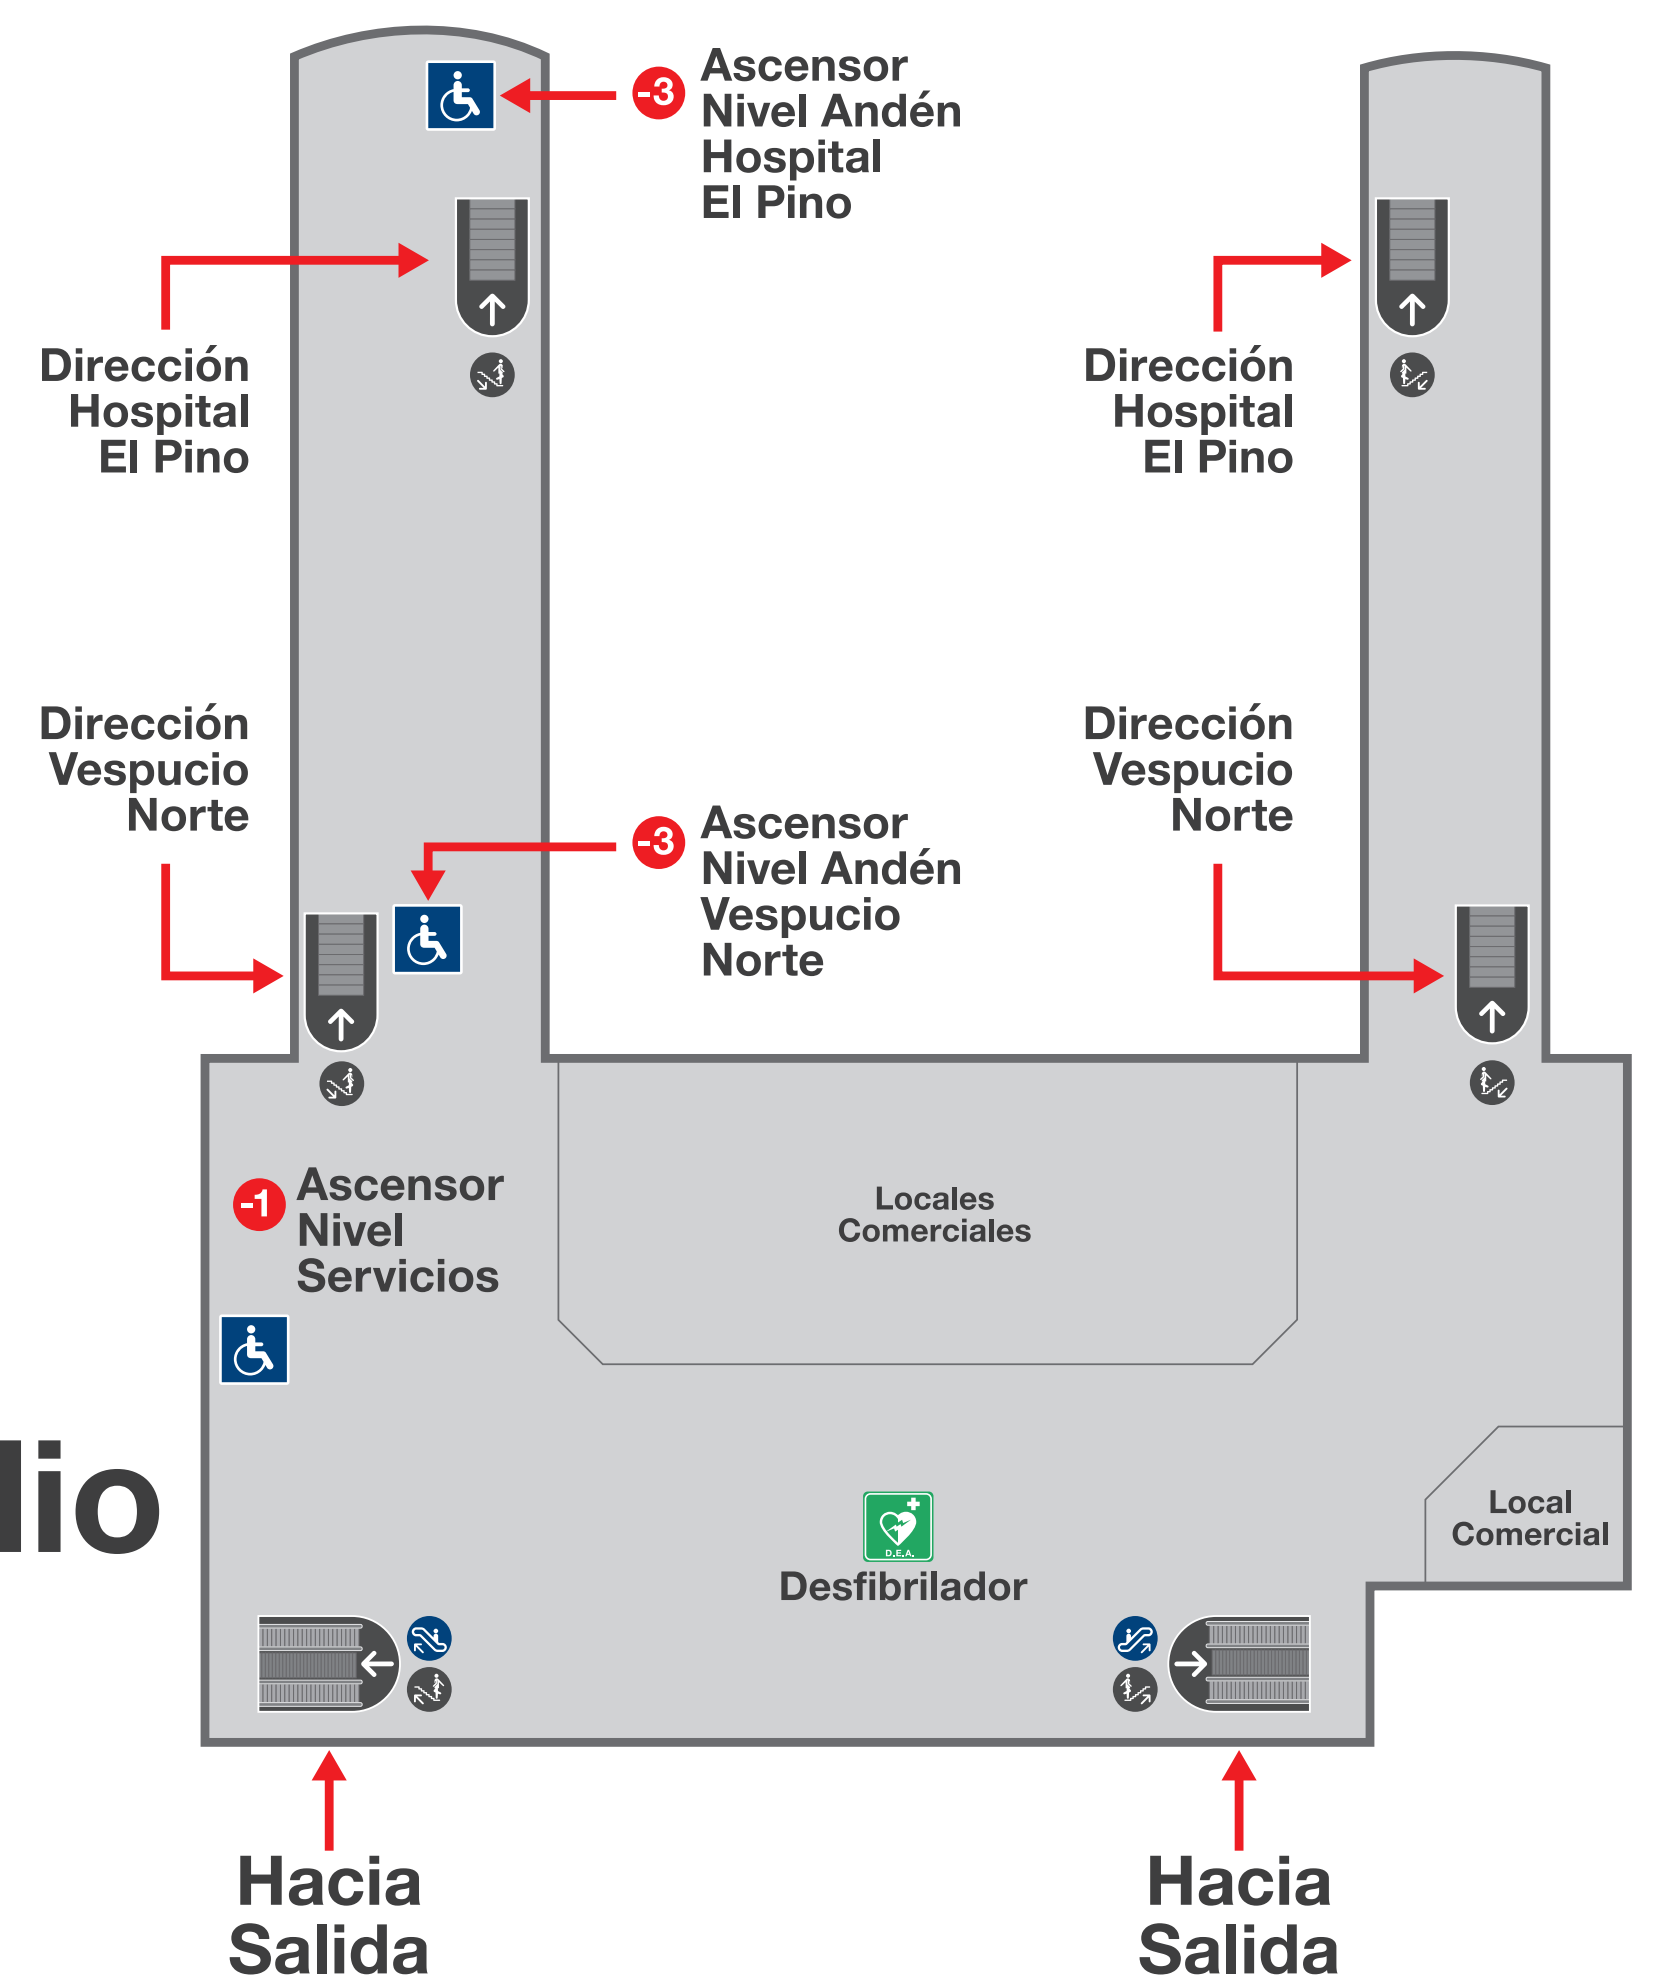 -3
Ascensor
Nivel Andén
Hospital
El Pino
Dirección
Hospital
El Pino
Dirección
Hospital
El Pino
Dirección
Vespucio
Norte
Dirección
Vespucio
Norte
-3
Ascensor
Nivel Andén
Vespucio
Norte
-1
Ascensor
Nivel
Servicios
Locales
Comerciales
Local
Comercial
D.E.A.
Desfibrilador
Hacia
Salida
Hacia
Salida